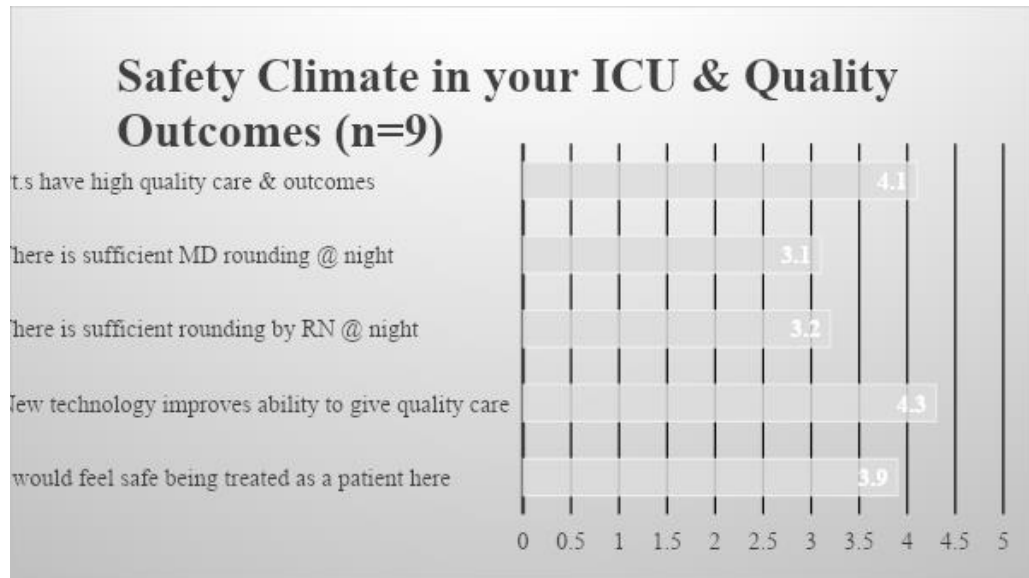 Safety Climate in your ICU & Quality
Outcomes (n=9)
t.s have high quality care & outcomes
4.1
here is sufficient MD rounding @ night
3.1
here is sufficient rounding by RN @ night
3.2
New technology improves ability to give quality care
4.3
would feel safe being treated as a patient here
3.9
0 0.5 1 1.5 2 2.5 3 3.5 4 4.5 5